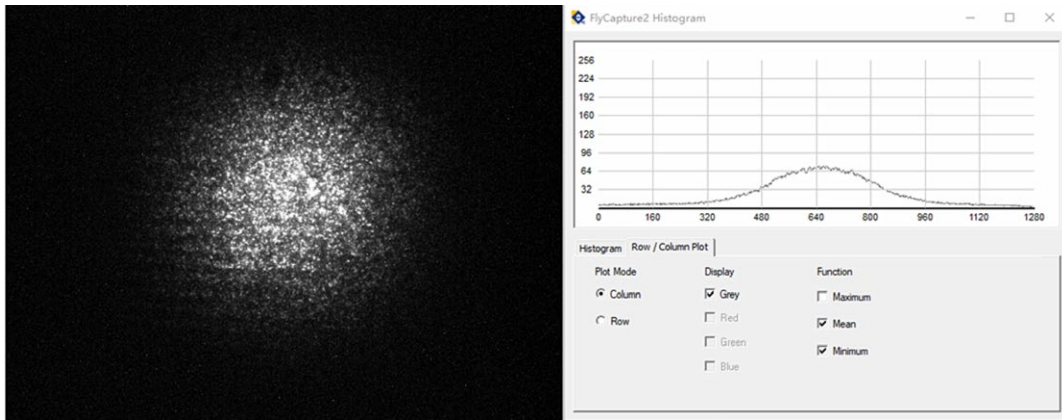 FlyCapture2 Histogram
256
224
192
160
128
96
64
32
0 160 320 480 640 800 960 1120 1280
Histogram Row / Column Plot
Plot Mode Display Function
Column Grey Maximum
Row Red Mean
Green Minimum
Blue